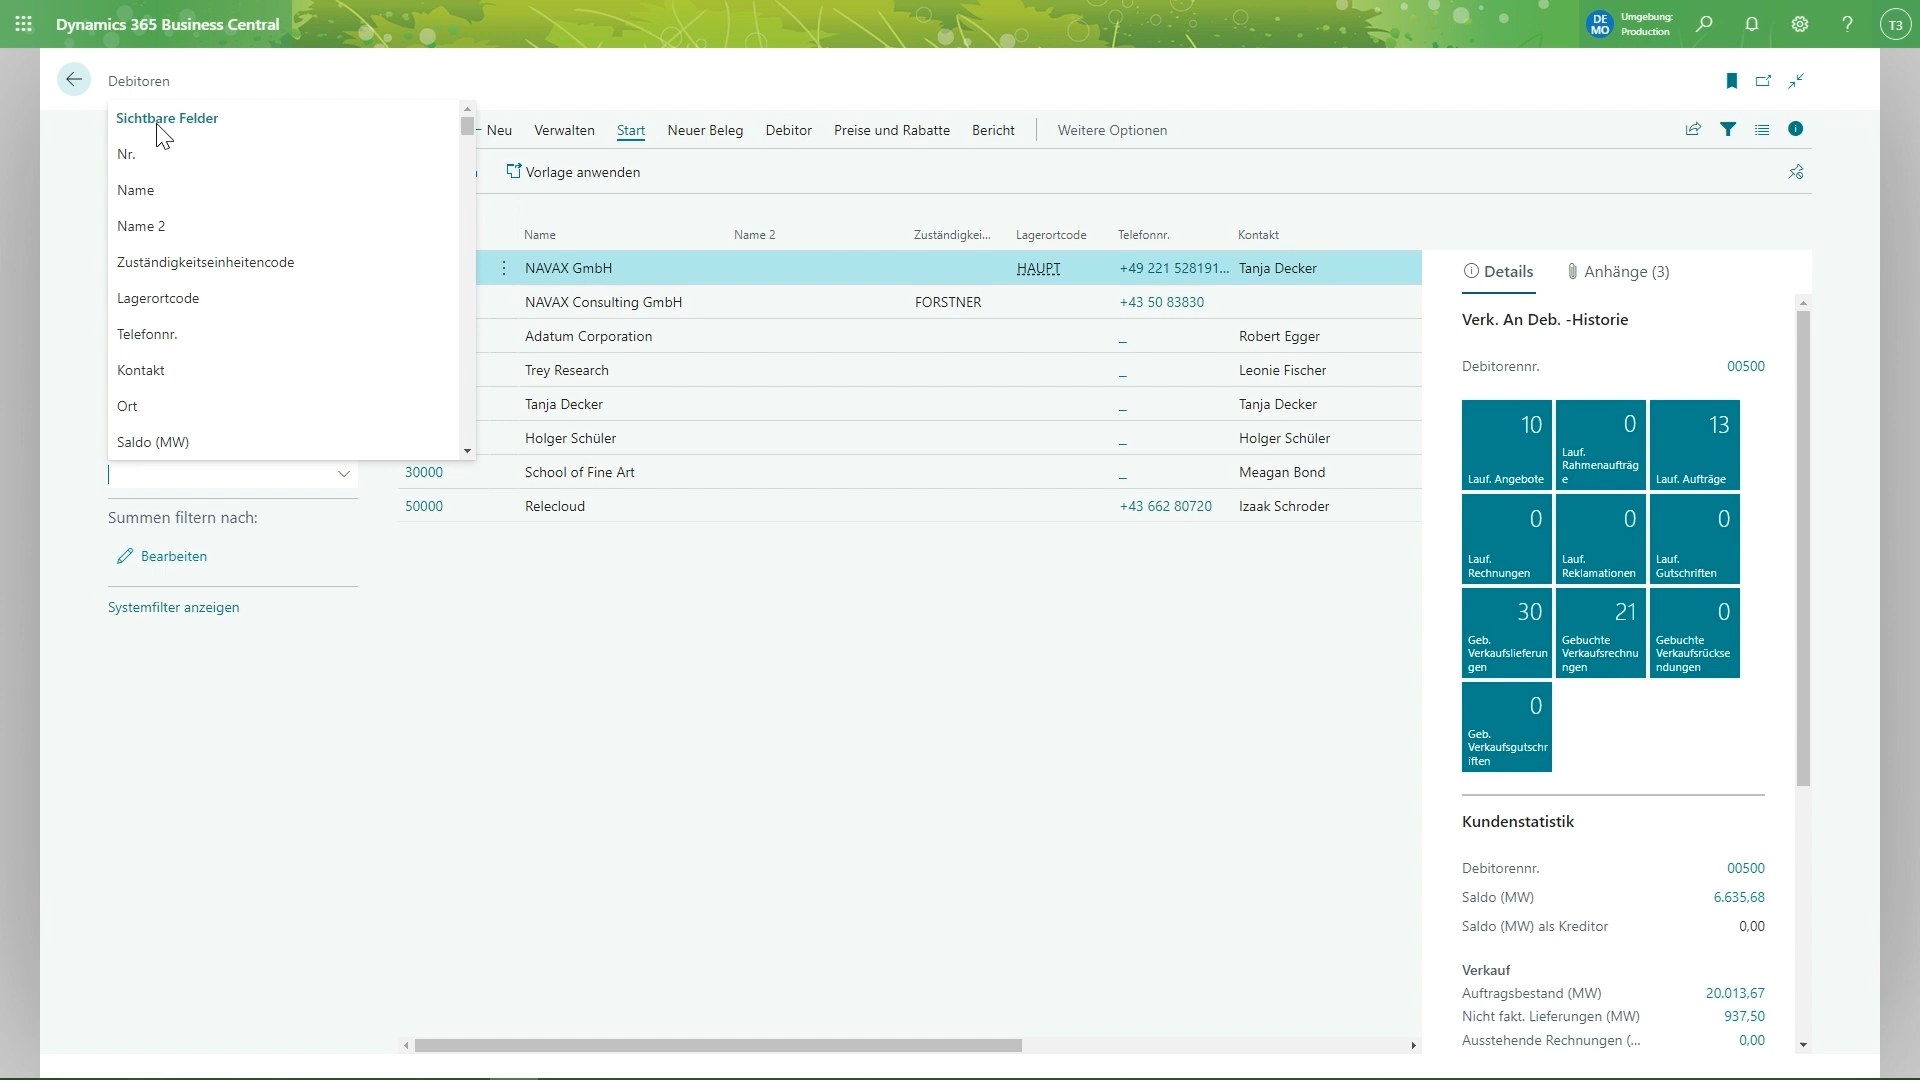 Dynamics 365 Business Central
DE
MO
Umgebung:
Production
?
T3
Debitoren
Sichtbare Felder
Nr.
Name
Name 2
Zuständigkeitseinheitencode
Lagerortcode
Telefonnr.
Kontakt
Ort
Saldo (MW)
Neu
Verwalten
Start
Neuer Beleg
Debitor
Preise und Rabatte
Bericht
Weitere Optionen
Vorlage anwenden
Name
Name 2
Zuständigkei...
Lagerortcode
Telefonnr.
Kontakt
NAVAX GmbH
HAUPT
+49 221 528191...
Tanja Decker
NAVAX Consulting GmbH
FORSTNER
+43 50 83830
Adatum Corporation
_
Robert Egger
Trey Research
_
Leonie Fischer
Tanja Decker
_
Tanja Decker
Holger Schüler
_
Holger Schüler
30000
School of Fine Art
_
Meagan Bond
50000
Relecloud
+43 662 80720
Izaak Schroder
Summen filtern nach:
Bearbeiten
Systemfilter anzeigen
Details
Anhänge (3)
Verk. An Deb. -Historie
Debitorennr.
00500
10
Lauf. Angebote
0
Lauf.
Rahmenaufträg
e
13
Lauf. Aufträge
0
Lauf.
Rechnungen
0
Lauf.
Reklamationen
0
Lauf.
Gutschriften
30
Geb.
Verkaufslieferun
gen
21
Gebuchte
Verkaufsrechnu
ngen
0
Gebuchte
Verkaufsrückse
ndungen
0
Geb.
Verkaufsgutschr
iften
Kundenstatistik
Debitorennr.
00500
Saldo (MW)
6.635,68
Saldo (MW) als Kreditor
0,00
Verkauf
Auftragsbestand (MW)
20.013,67
Nicht fakt. Lieferungen (MW)
937,50
Ausstehende Rechnungen (...
0,00